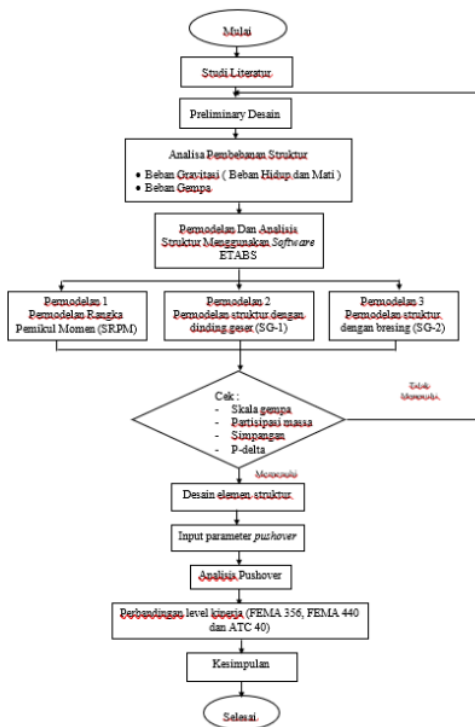 Mulai
Studi Literatur
Preliminary Desain
Analisa Pembebanan Struktur
• Beban Gravitasi ( Beban Hidup dan Mati )
• Beban Gempa
Permodelan Dan Analisis
Struktur Menggunakan Software
ETABS
Permodelan 1
Permodelan Rangka
Pemikul Momen (SRPM)
Permodelan 2
Permodelan struktur dengan
dinding geser (SG-1)
Permodelan 3
Permodelan struktur
dengan bresing (SG-2)
Cek :
- Skala gempa
- Partisipasi massa
- Simpangan
- P-delta
Tidak
Memenuhi
Memenuhi
Desain elemen struktur
Input parameter pushover
Analisis Pushover
Perbandingan level kinerja (FEMA 356, FEMA 440
dan ATC 40)
Kesimpulan
Selesai